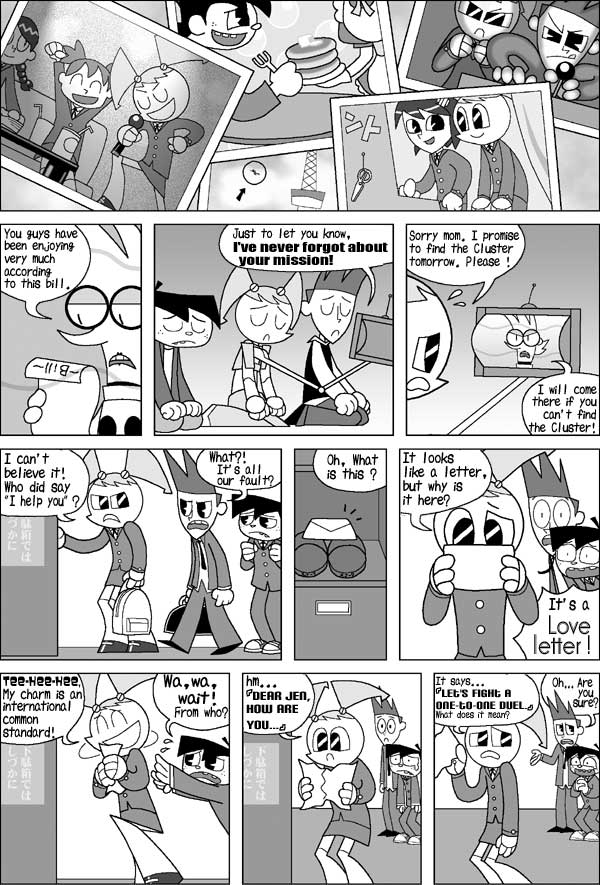 You guys have
been enjoying
very much
according
to this bill.
~Bill~
Just to let you know,
I've never forgot about
your mission!
Sorry mom. I promise
to find the Cluster
tomorrow. Please!
I will come
there if you
can't find
the Cluster!
I can't
believe it!
Who did say
"I help you"?
What?!
It's all
our fault?
下駄箱では
しづかに
Oh, What
is this?
It looks
like a letter,
but why is
it here?
It's a
Love
letter!
TEE-HEE-HEE,
My charm is an
international
common
standard!
Wa,wa,
wait!
From who?
下駄箱では
しづかに
hm...
『DEAR JEN,
HOW ARE
YOU...』
下駄箱では
しづかに
It says...
『LET'S FIGHT A
ONE-TO-ONE DUEL.』
What does it mean?
Oh,.. Are
you sure?